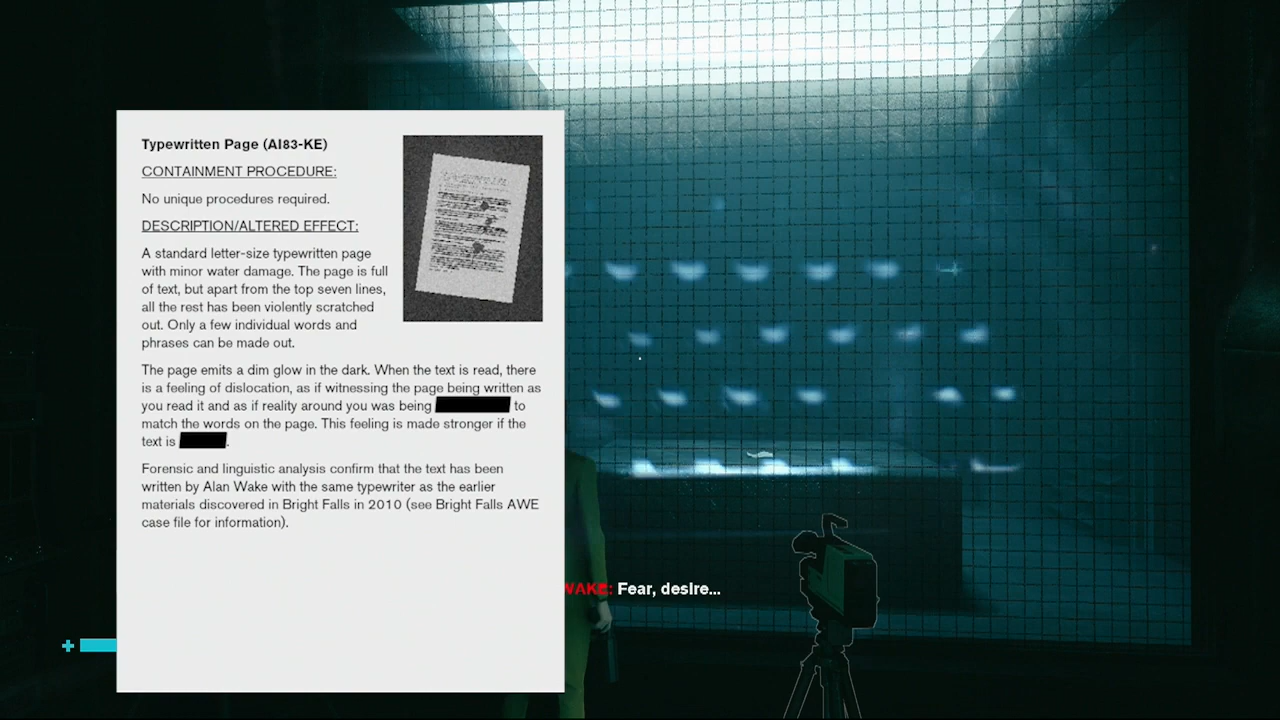 Typewritten Page (AI83-KE)
CONTAINMENT PROCEDURE:
No unique procedures required.
DESCRIPTION/ALTERED EFFECT:
A standard letter-size typewritten page
with minor water damage. The page is full
of text, but apart from the top seven lines,
all the rest has been violently scratched
out. Only a few individual words and
phrases can be made out.
The page emits a dim glow in the dark. When the text is read, there
is a feeling of dislocation, as if witnessing the page being written as
you read it and as if reality around you was being to
match the words on the page. This feeling is made stronger if the
text is .
Forensic and linguistic analysis confirm that the text has been
written by Alan Wake with the same typewriter as the earlier
materials discovered in Bright Falls in 2010 (see Bright Falls AWE
case file for information).
WAKE: Fear, desire...